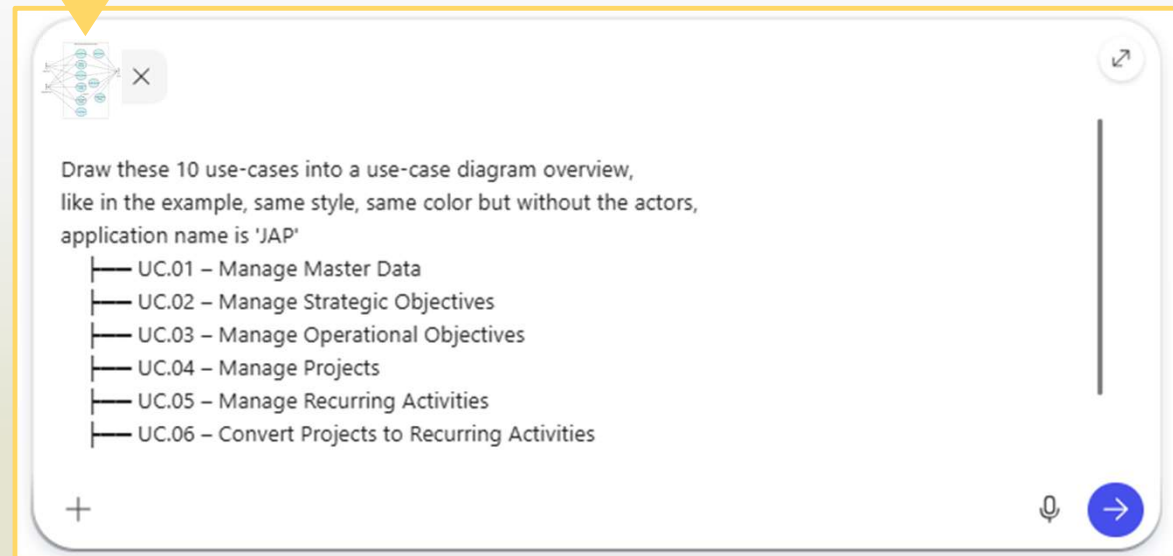 Draw these 10 use-cases into a use-case diagram overview,
like in the example, same style, same color but without the actors,
application name is 'JAP'
├── UC.01 – Manage Master Data
├── UC.02 – Manage Strategic Objectives
├── UC.03 – Manage Operational Objectives
├── UC.04 – Manage Projects
├── UC.05 – Manage Recurring Activities
├── UC.06 – Convert Projects to Recurring Activities